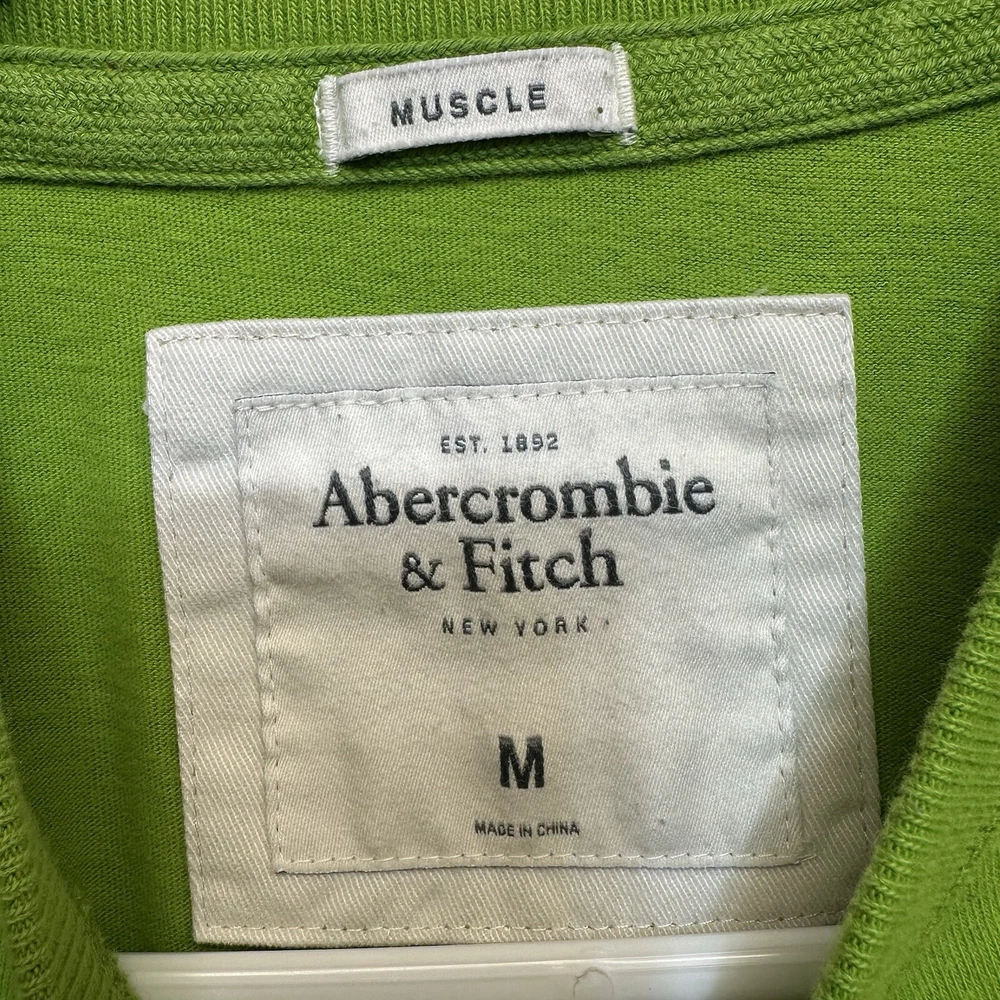 MUSCLE
EST. 1892
Abercrombie
& Fitch
NEW YORK
M
MADE IN CHINA